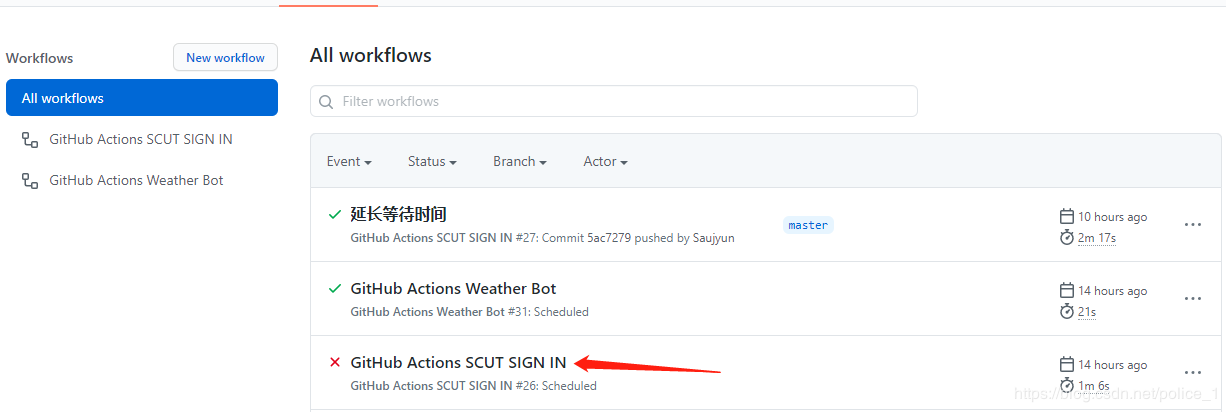 Workflows
New workflow
All workflows
GitHub Actions SCUT SIGN IN
GitHub Actions Weather Bot
All workflows
Filter workflows
Event Status Branch Actor
延长等待时间
GitHub Actions SCUT SIGN IN #27: Commit 5ac7279 pushed by Saujyun
master
10 hours ago
2m 17s
GitHub Actions Weather Bot
GitHub Actions Weather Bot #31: Scheduled
14 hours ago
21s
GitHub Actions SCUT SIGN IN
GitHub Actions SCUT SIGN IN #26: Scheduled
14 hours ago
1m 6s
https://blog.csdn.net/police_1